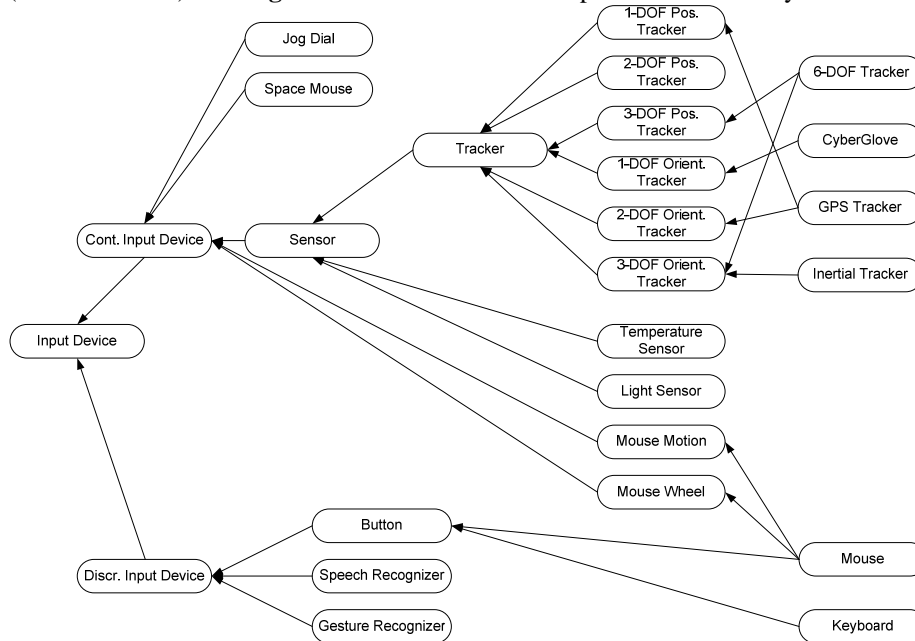 1-DOF Pos.
Tracker
Jog Dial
2-DOF Pos.
Tracker
6-DOF Tracker
Space Mouse
3-DOF Pos.
Tracker
Tracker
CyberGlove
1-DOF Orient.
Tracker
2-DOF Orient.
Tracker
GPS Tracker
Cont. Input Device
Sensor
3-DOF Orient.
Tracker
Inertial Tracker
Input Device
Temperature
Sensor
Light Sensor
Mouse Motion
Mouse Wheel
Button
Mouse
Discr. Input Device
Speech Recognizer
Gesture Recognizer
Keyboard